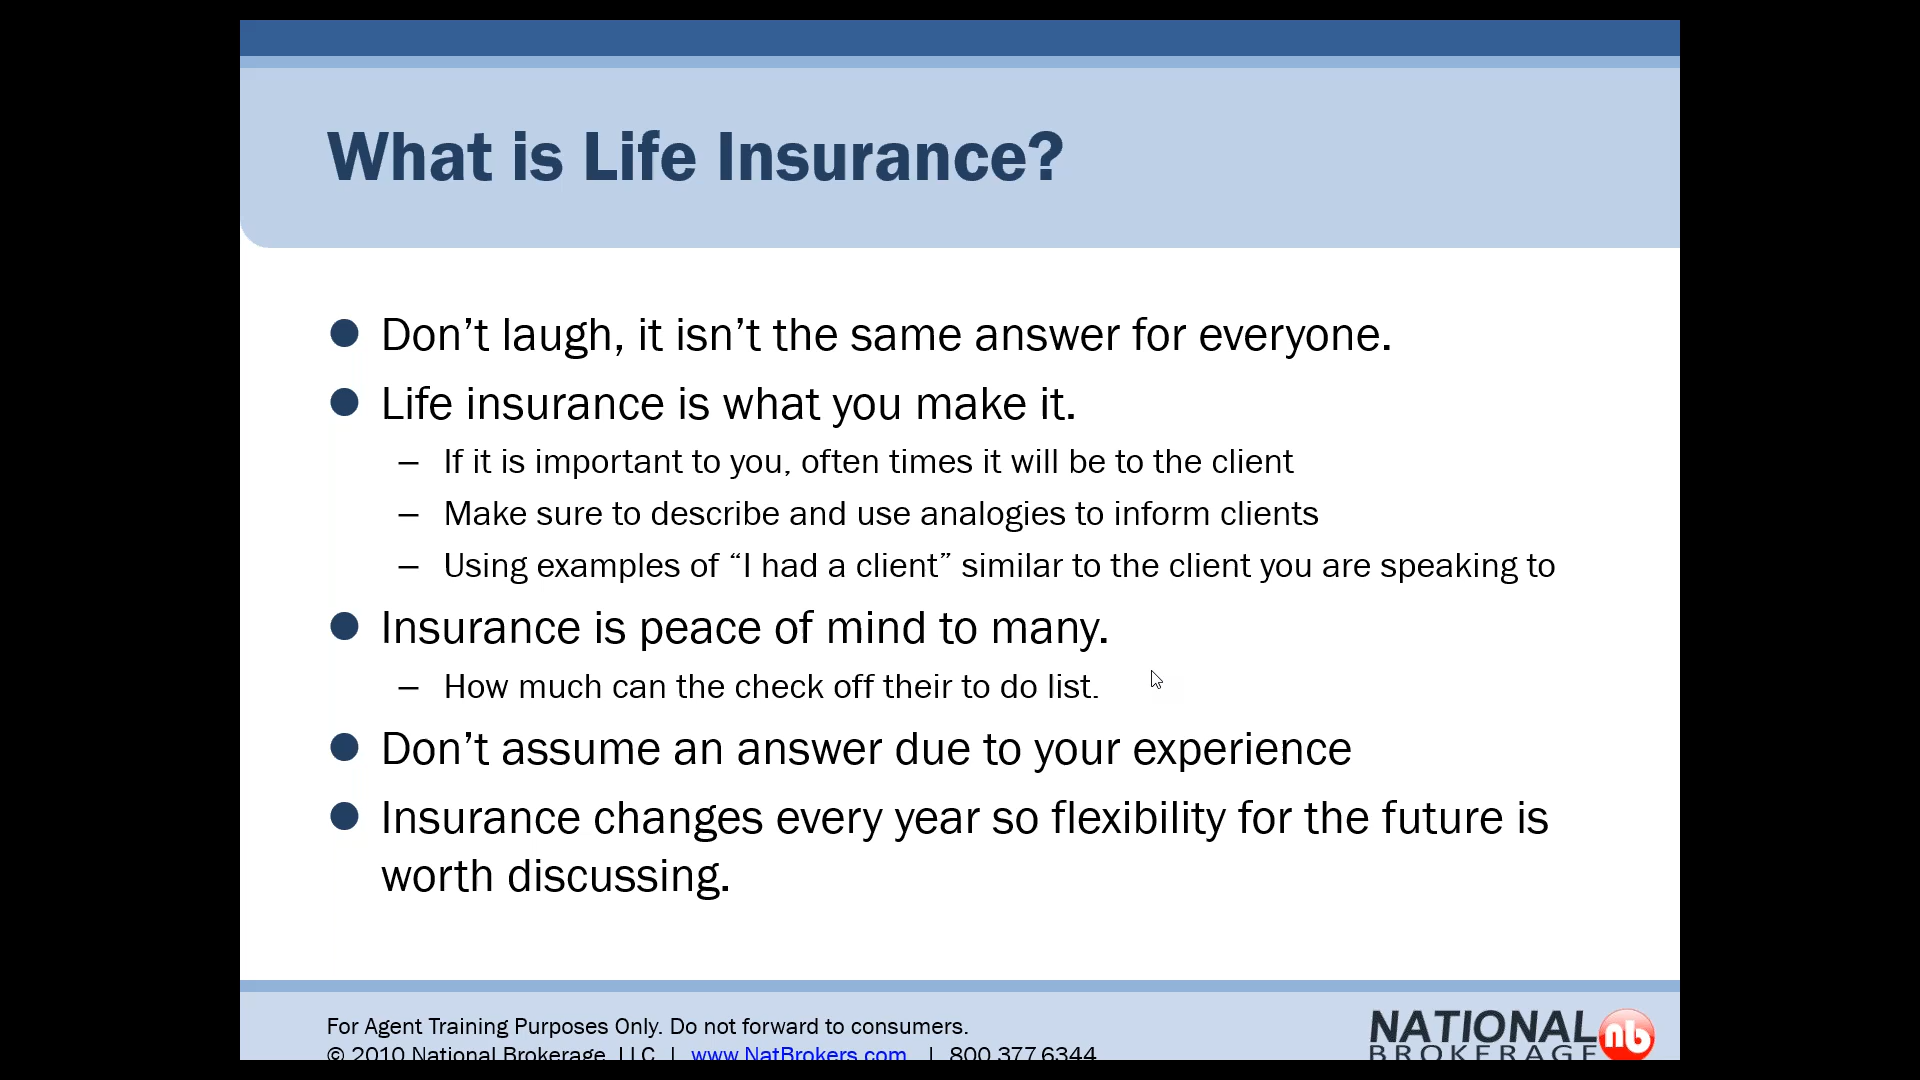 What is Life Insurance?
● Don’t laugh, it isn’t the same answer for everyone.
● Life insurance is what you make it.
– If it is important to you, often times it will be to the client
– Make sure to describe and use analogies to inform clients
– Using examples of “I had a client” similar to the client you are speaking to
● Insurance is peace of mind to many.
– How much can the check off their to do list.
● Don’t assume an answer due to your experience
● Insurance changes every year so flexibility for the future is
worth discussing.
For Agent Training Purposes Only. Do not forward to consumers.
© 2010 National Brokerage, LLC | www.NatBrokers.com | 800.377.6344
NATIONAL
BROKERAGE
nb